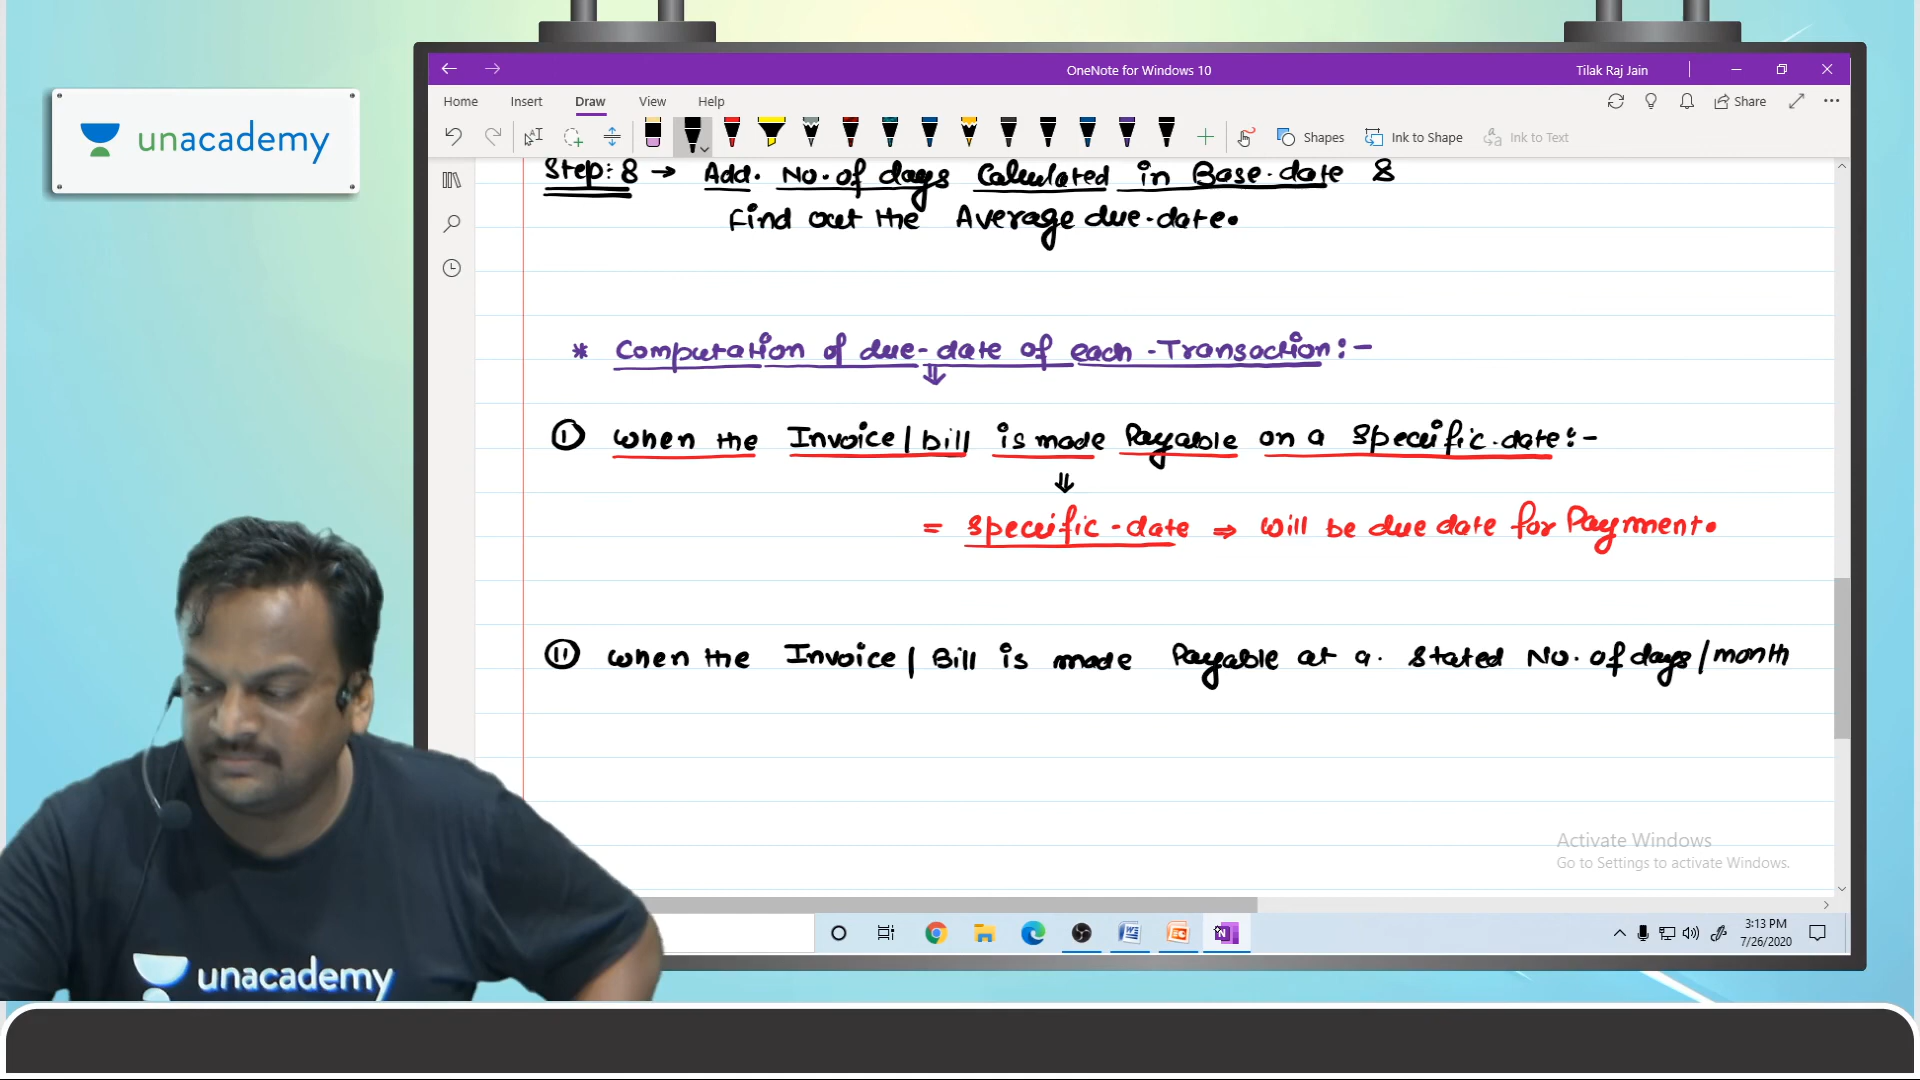 OneNote for Windows 10
Tilak Raj Jain
Home Insert Draw View Help
Share
Shapes Ink to Shape Ink to Text
unacademy
Step:8 → Add. No. of days Calculated in Base-date &
Find out the Average due-date.
* Computation of due-date of each-Transaction:-
⇓
① when the Invoice/bill is made Payable on a Specific-date:-
⇓
= Specific-date ⇒ will be due date for Payment.
② when the Invoice/Bill is made Payable at a. Stated No. of days/month
Activate Windows
Go to Settings to activate Windows.
3:13 PM
7/26/2020
unacademy